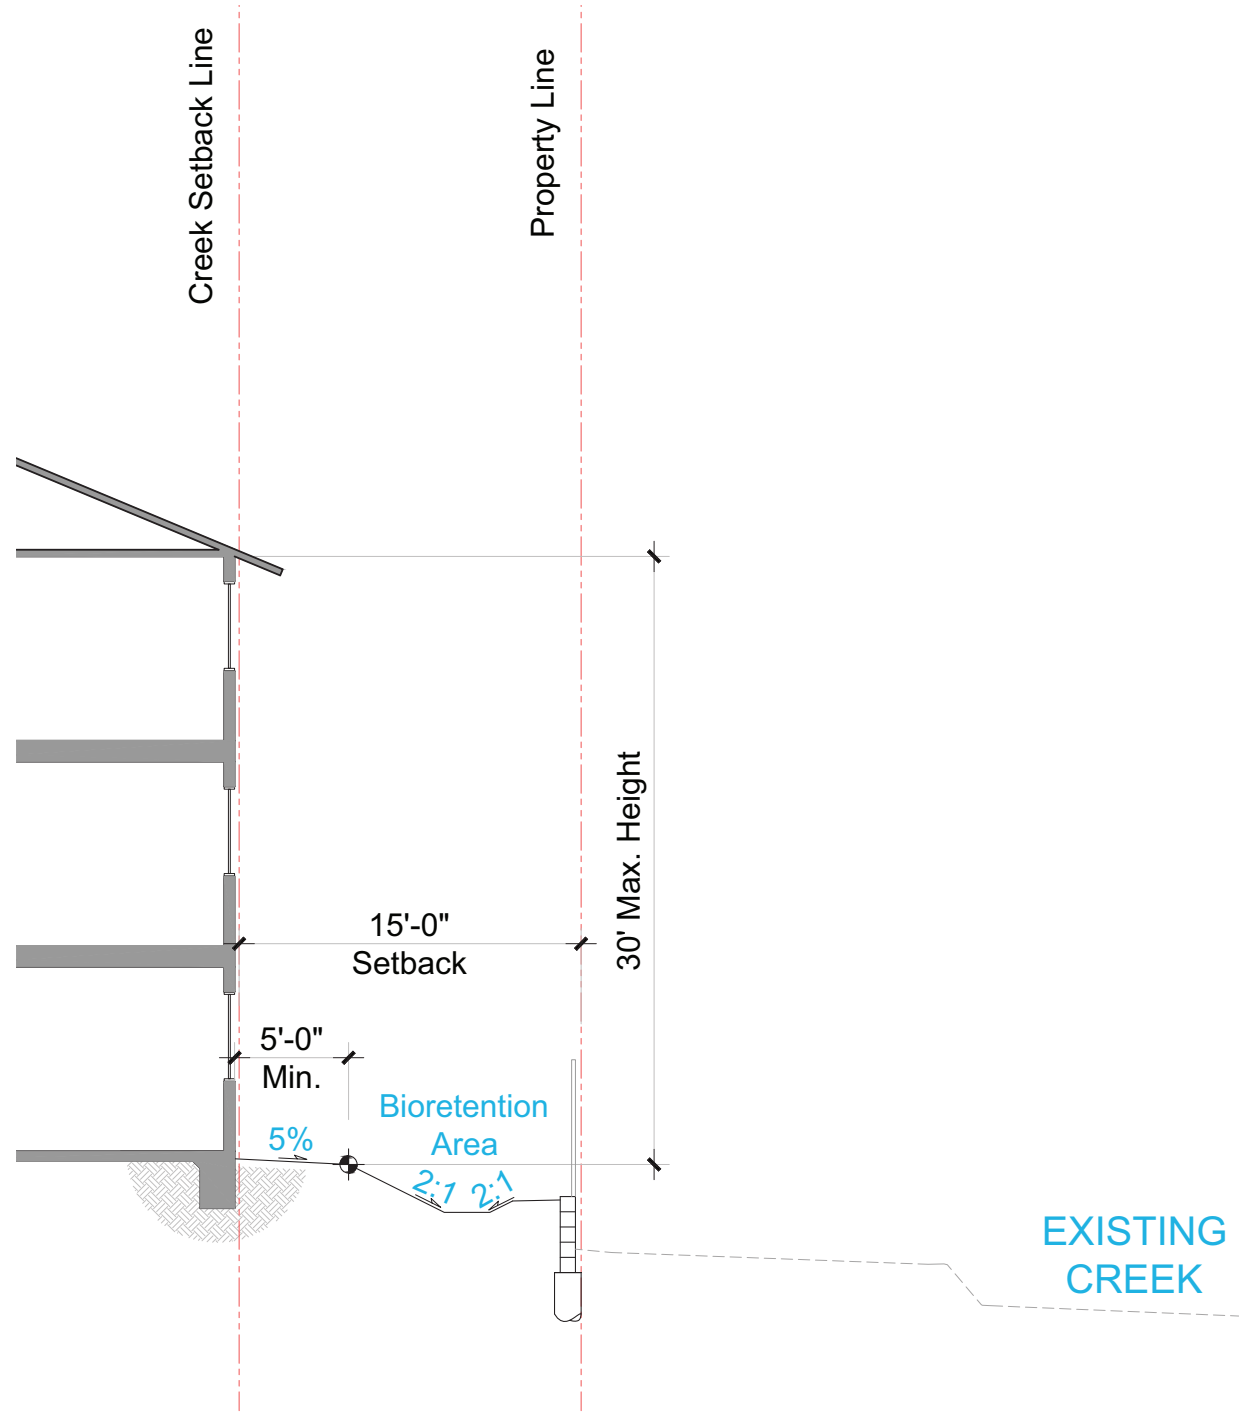 Creek Setback Line
Property Line
30' Max. Height
15'-0"
Setback
5'-0"
Min.
Bioretention
Area
5%
2:1
2:1
EXISTING
CREEK